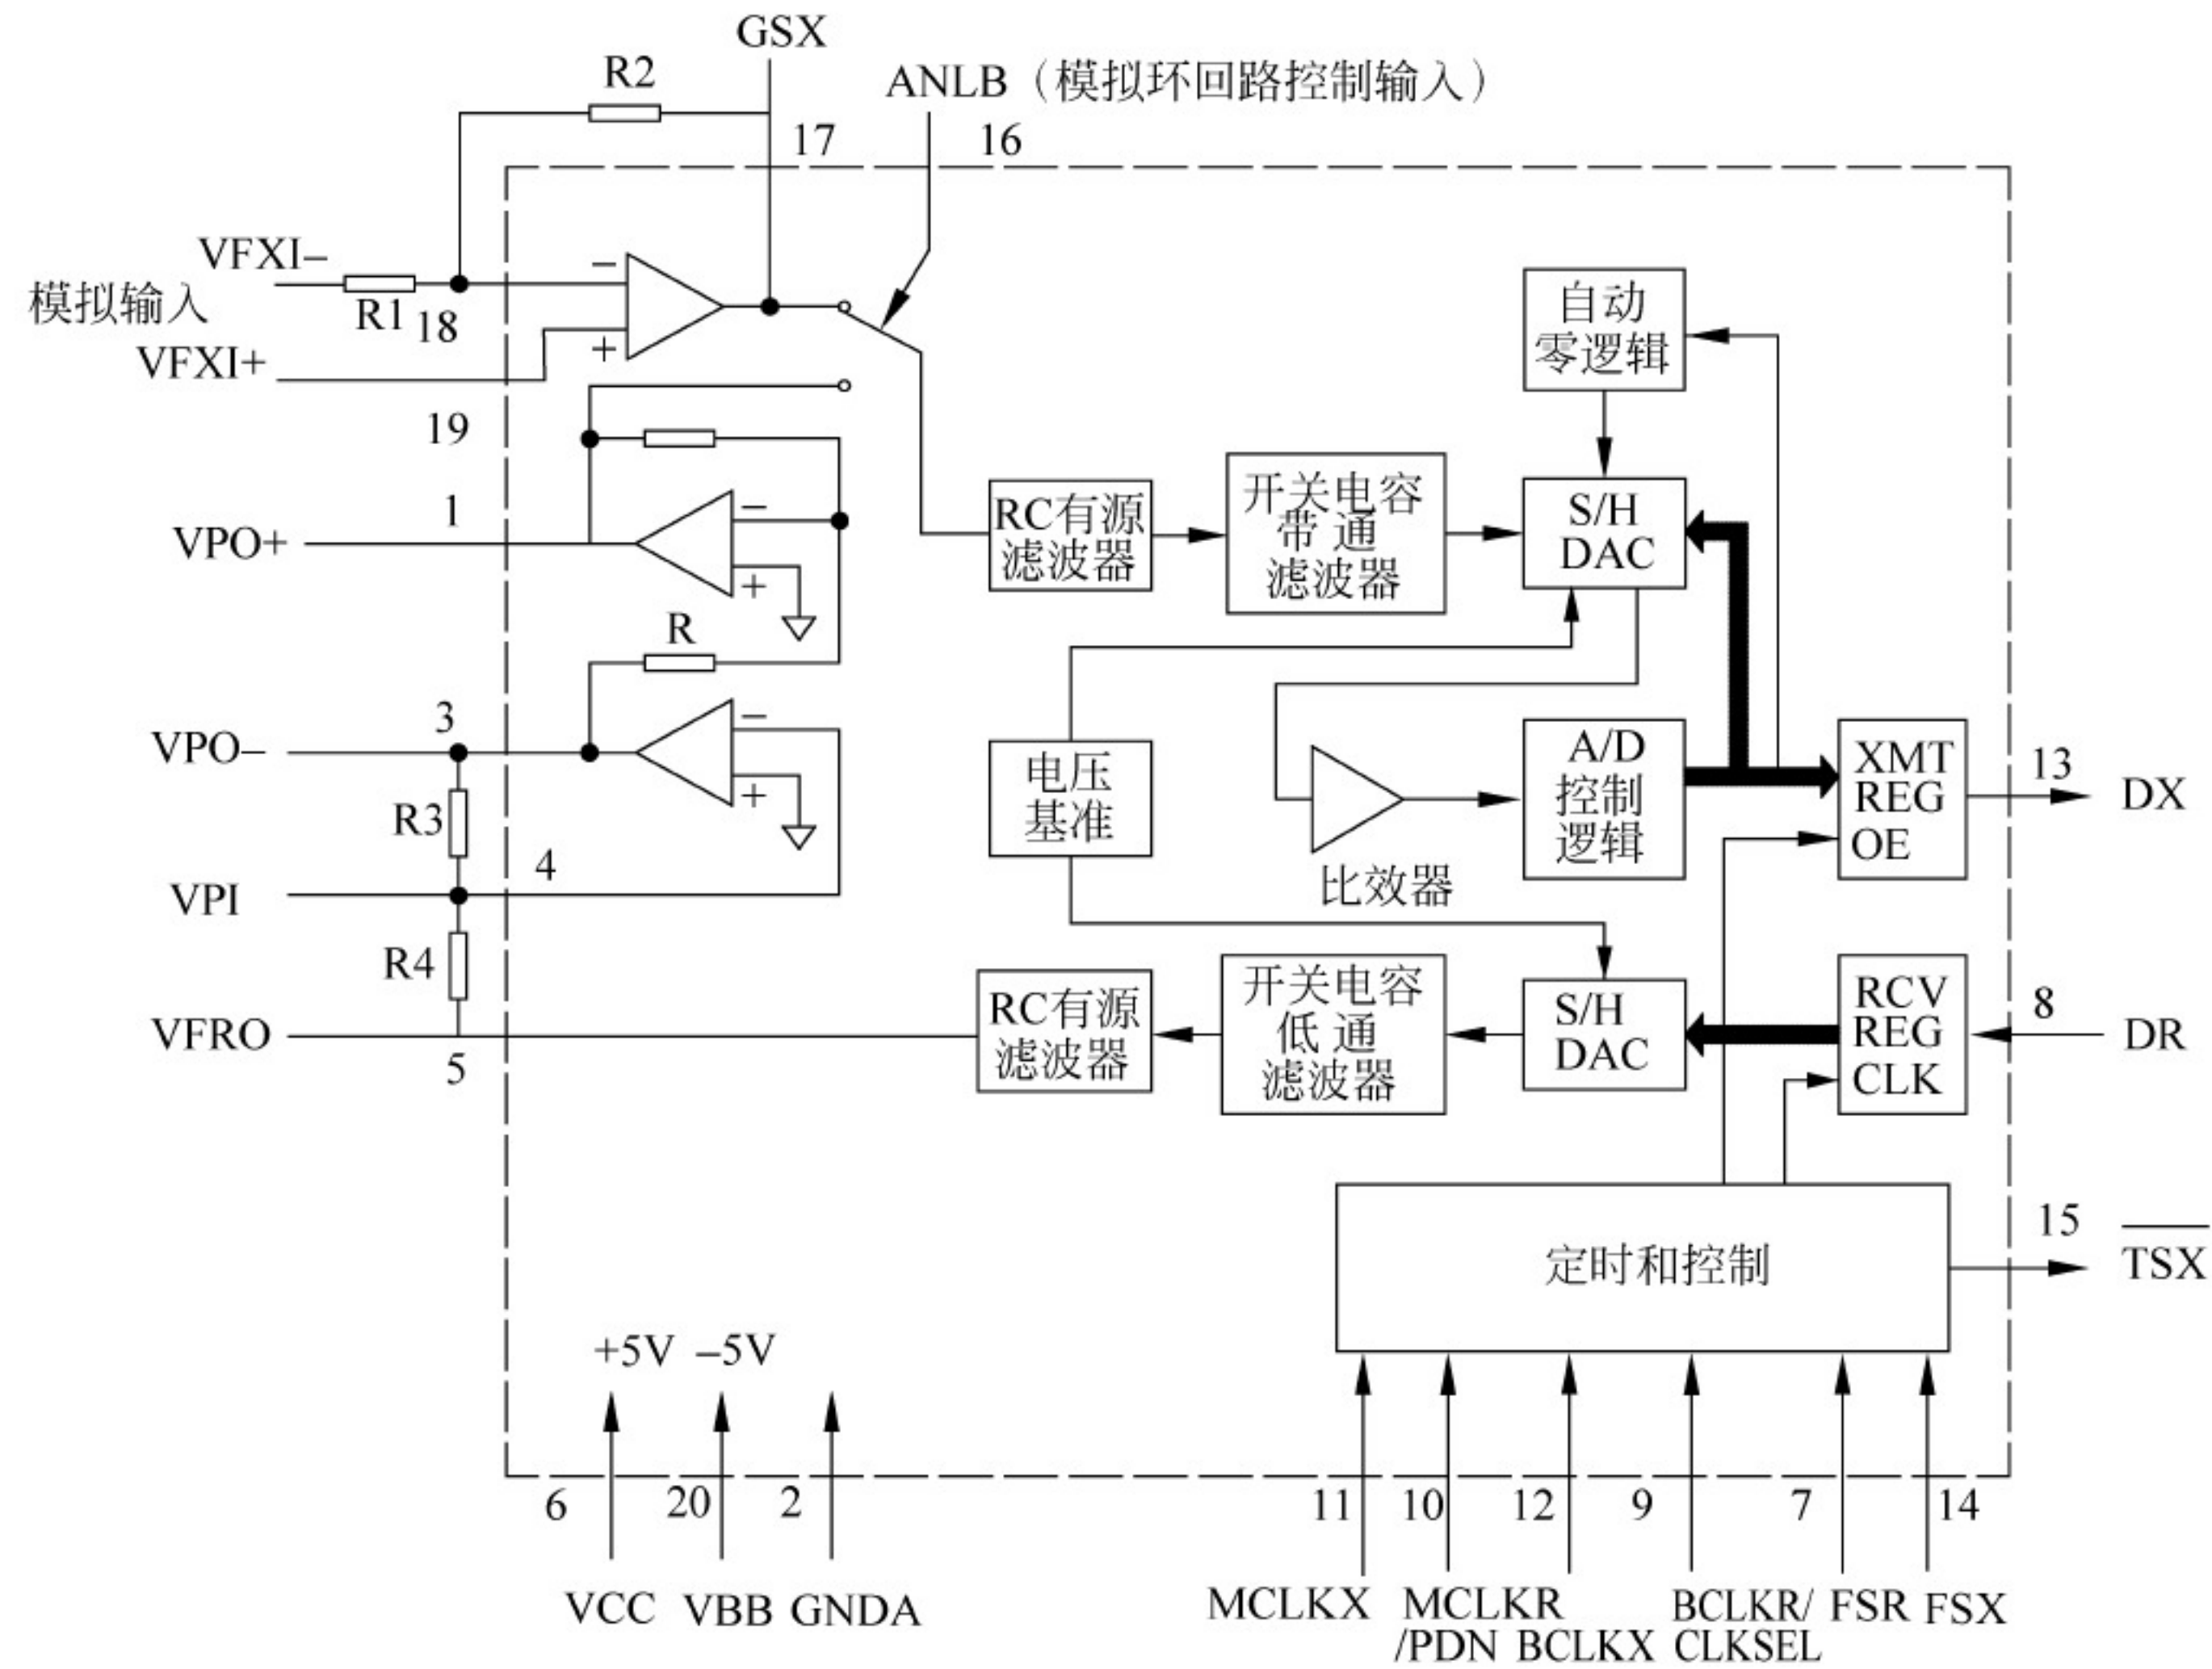 GSX
R2
ANLB（模拟环回路控制输入）
17
16
VFXI–
模拟输入
R1
18
VFXI+
–
+
19
自动
零逻辑
1
VPO+
–
+
RC有源
滤波器
开关电容
带 通
滤波器
S/H
DAC
R
3
VPO–
–
+
R3
4
VPI
电压
基准
比效器
A/D
控制
逻辑
XMT
REG
OE
13
DX
R4
VFRO
5
RC有源
滤波器
开关电容
低 通
滤波器
S/H
DAC
RCV
REG
CLK
8
DR
定时和控制
15
TSX
+5V
–5V
6
20
2
11
10
12
9
7
14
VCC
VBB
GNDA
MCLKX
MCLKR
/PDN
BCLKX
BCLKR/
CLKSEL
FSR
FSX